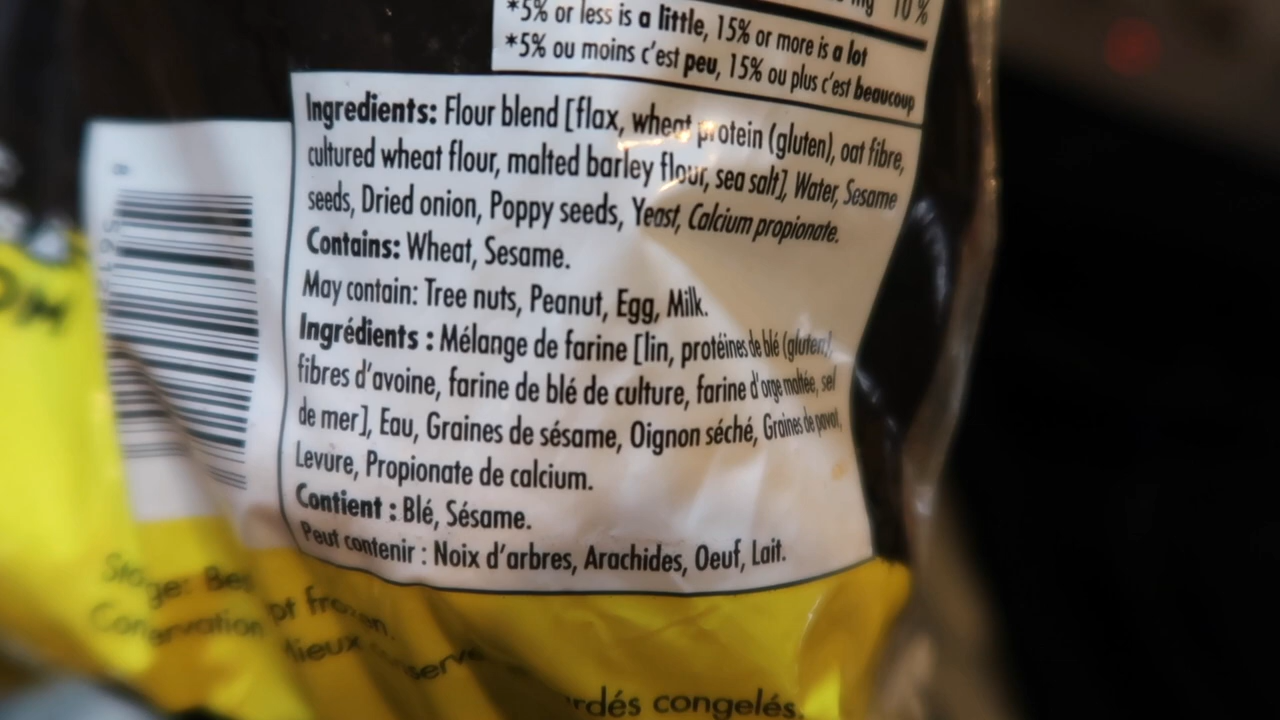 mg 10%
*5% or less is a little, 15% or more is a lot
*5% ou moins c'est peu, 15% ou plus c'est beaucoup
Ingredients: Flour blend [flax, wheat protein (gluten), oat fibre,
cultured wheat flour, malted barley flour, sea salt], Water, Sesame
seeds, Dried onion, Poppy seeds, Yeast, Calcium propionate.
Contains: Wheat, Sesame.
May contain: Tree nuts, Peanut, Egg, Milk.
Ingrédients : Mélange de farine [lin, protéines de blé (gluten),
fibres d'avoine, farine de blé de culture, farine d'orge maltée, sel
de mer], Eau, Graines de sésame, Oignon séché, Graines de pavot,
Levure, Propionate de calcium.
Contient : Blé, Sésame.
Peut contenir : Noix d'arbres, Arachides, Oeuf, Lait.
frozen.
Conservation
congelés.